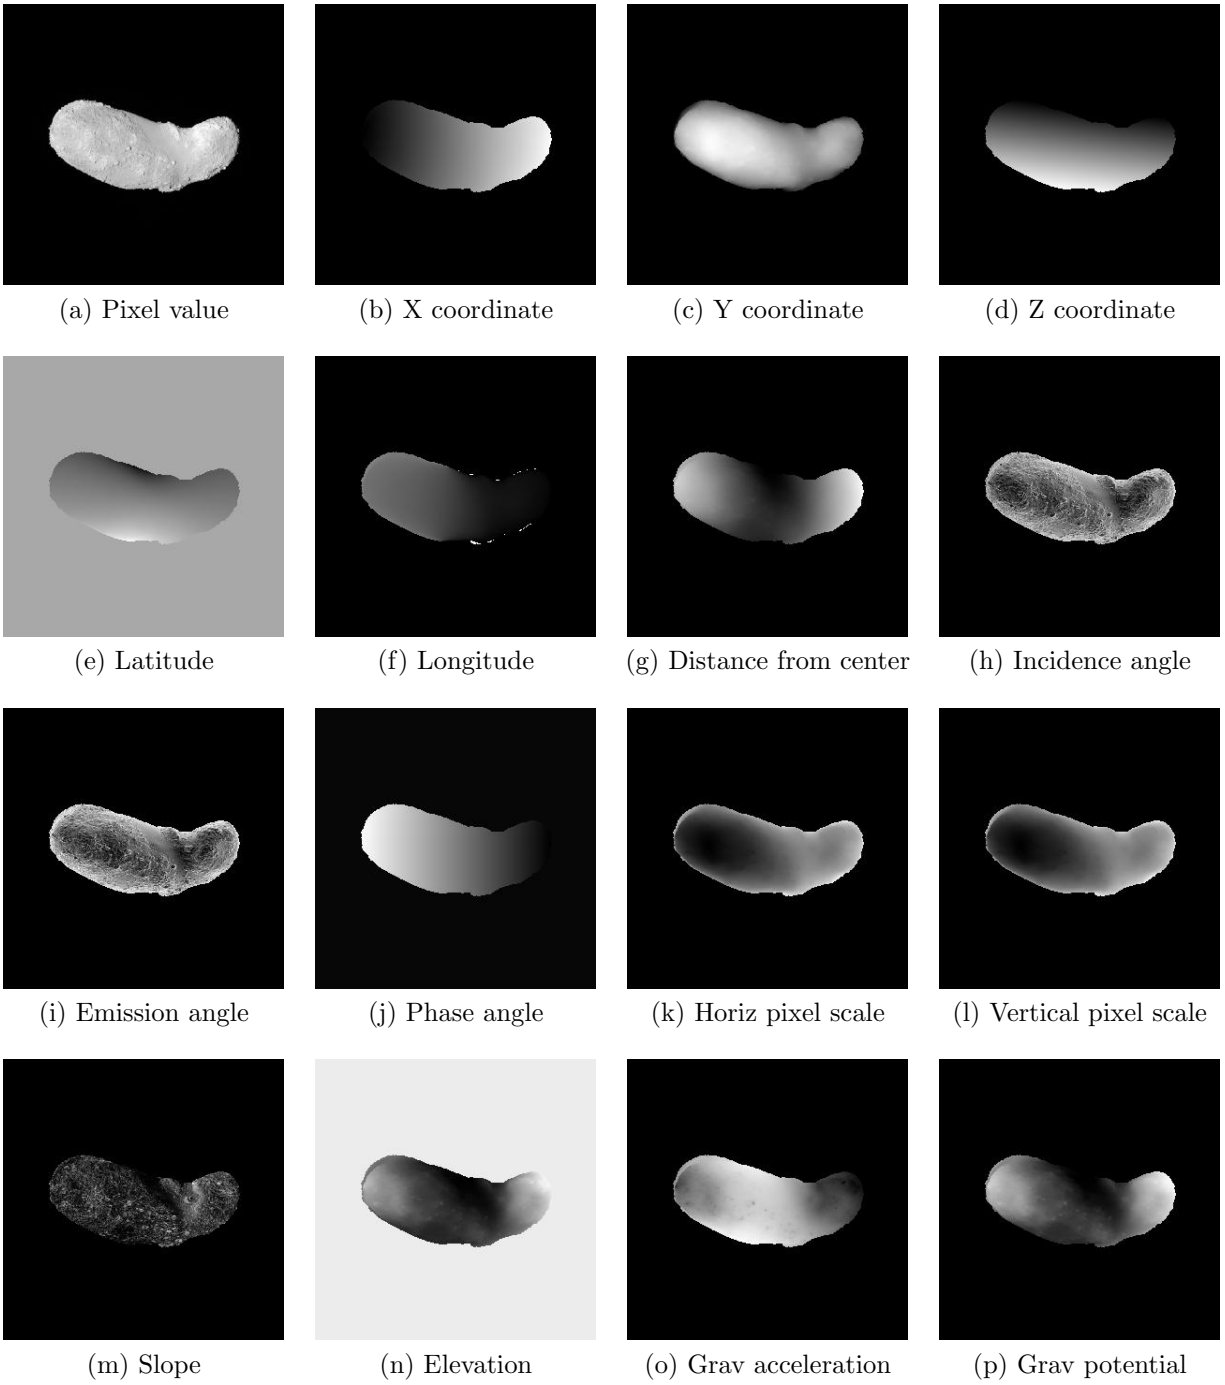 (a) Pixel value
(b) X coordinate
(c) Y coordinate
(d) Z coordinate
(e) Latitude
(f) Longitude
(g) Distance from center
(h) Incidence angle
(i) Emission angle
(j) Phase angle
(k) Horiz pixel scale
(l) Vertical pixel scale
(m) Slope
(n) Elevation
(o) Grav acceleration
(p) Grav potential